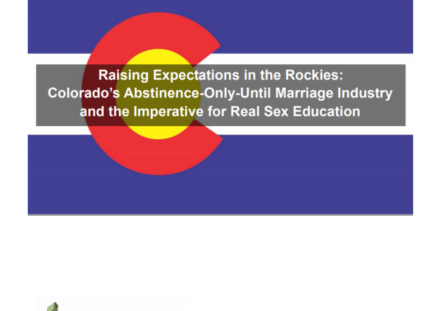 Raising Expectations in the Rockies:
Colorado's Abstinence-Only-Until Marriage Industry
and the Imperative for Real Sex Education